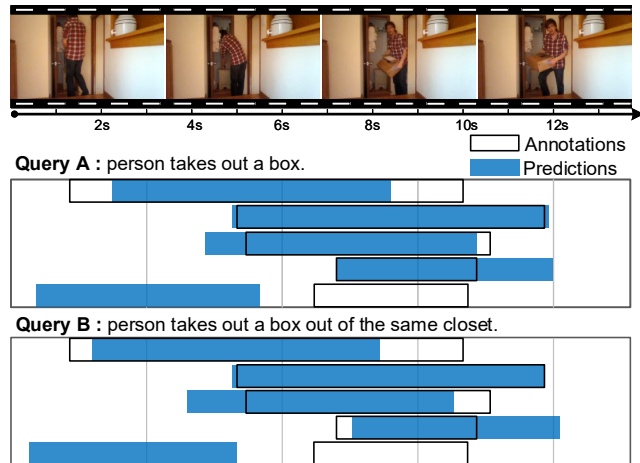 2s 4s 6s 8s 10s 12s
Annotations
Query A : person takes out a box.
Predictions
Query B : person takes out a box out of the same closet.